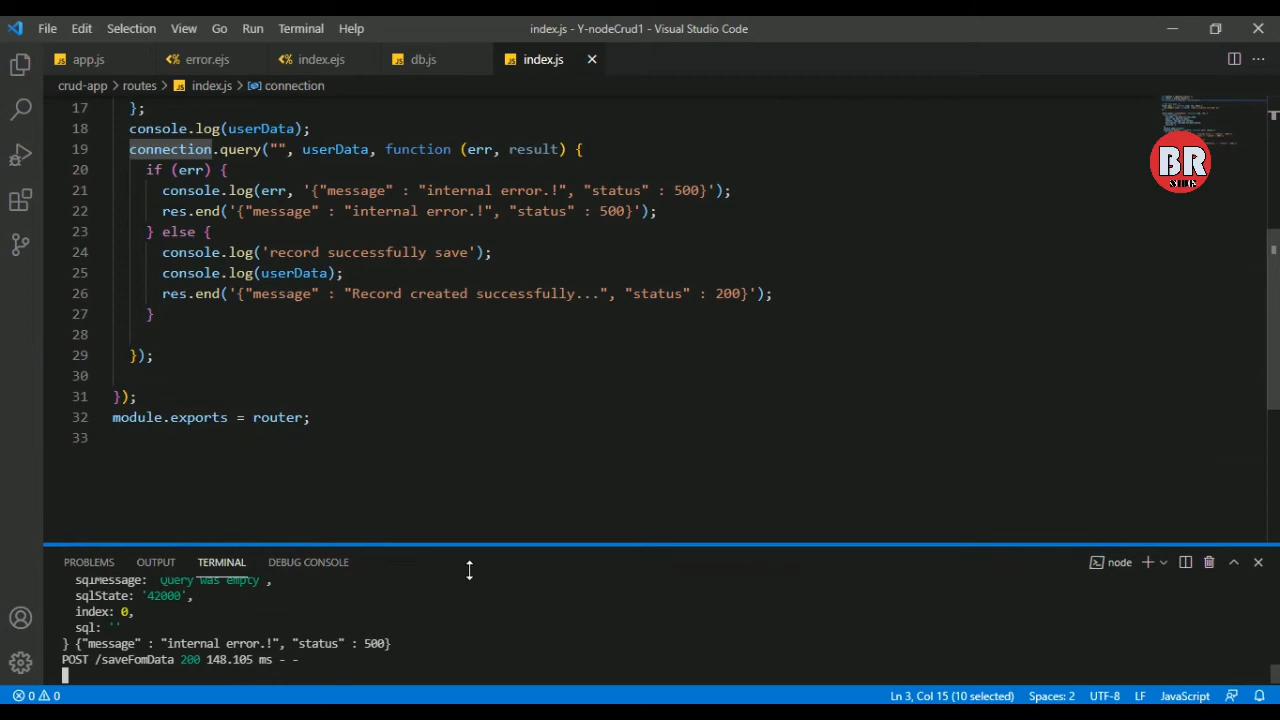 File Edit Selection View Go Run Terminal Help index.js - Y-nodeCrud1 - Visual Studio Code
app.js error.ejs index.ejs db.js index.js
crud-app > routes > index.js > connection
17 };
18 console.log(userData);
19 connection.query("", userData, function (err, result) {
20 if (err) {
21 console.log(err, '{"message" : "internal error.!", "status" : 500}');
22 res.end('{"message" : "internal error.!", "status" : 500}');
23 } else {
24 console.log('record successfully save');
25 console.log(userData);
26 res.end('{"message" : "Record created successfully...", "status" : 200}');
27 }
28
29 });
30
31 });
32 module.exports = router;
33
BR
PROBLEMS OUTPUT TERMINAL DEBUG CONSOLE node
sqlMessage: 'Query was empty',
sqlState: '42000',
index: 0,
sql: ''
} {"message" : "internal error.!", "status" : 500}
POST /saveFomData 200 148.105 ms - -
0 0 Ln 3, Col 15 (10 selected) Spaces: 2 UTF-8 LF JavaScript